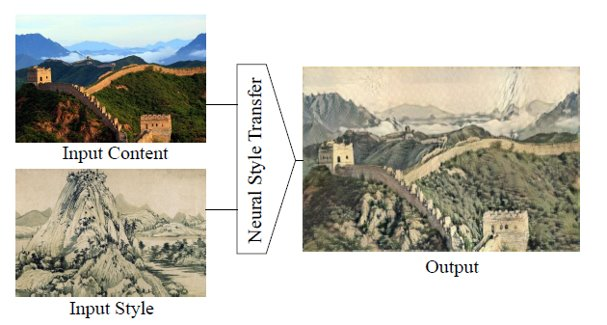 Input Content
Input Style
Neural Style Transfer
Output